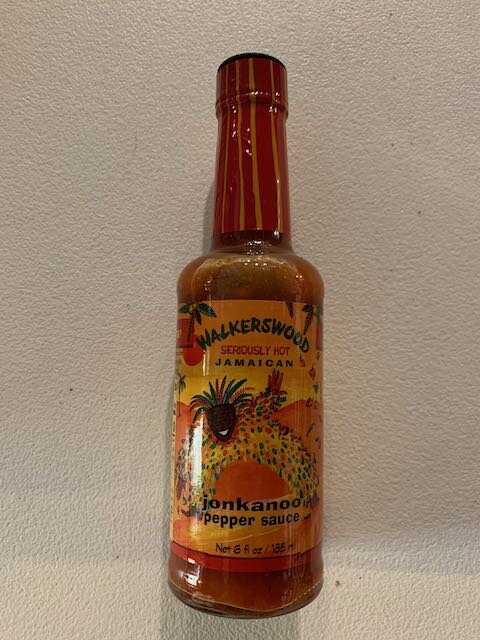 WALKERSWOOD
SERIOUSLY HOT
JAMAICAN
jonkanoo
pepper sauce
Net 6 fl oz / 185 ml